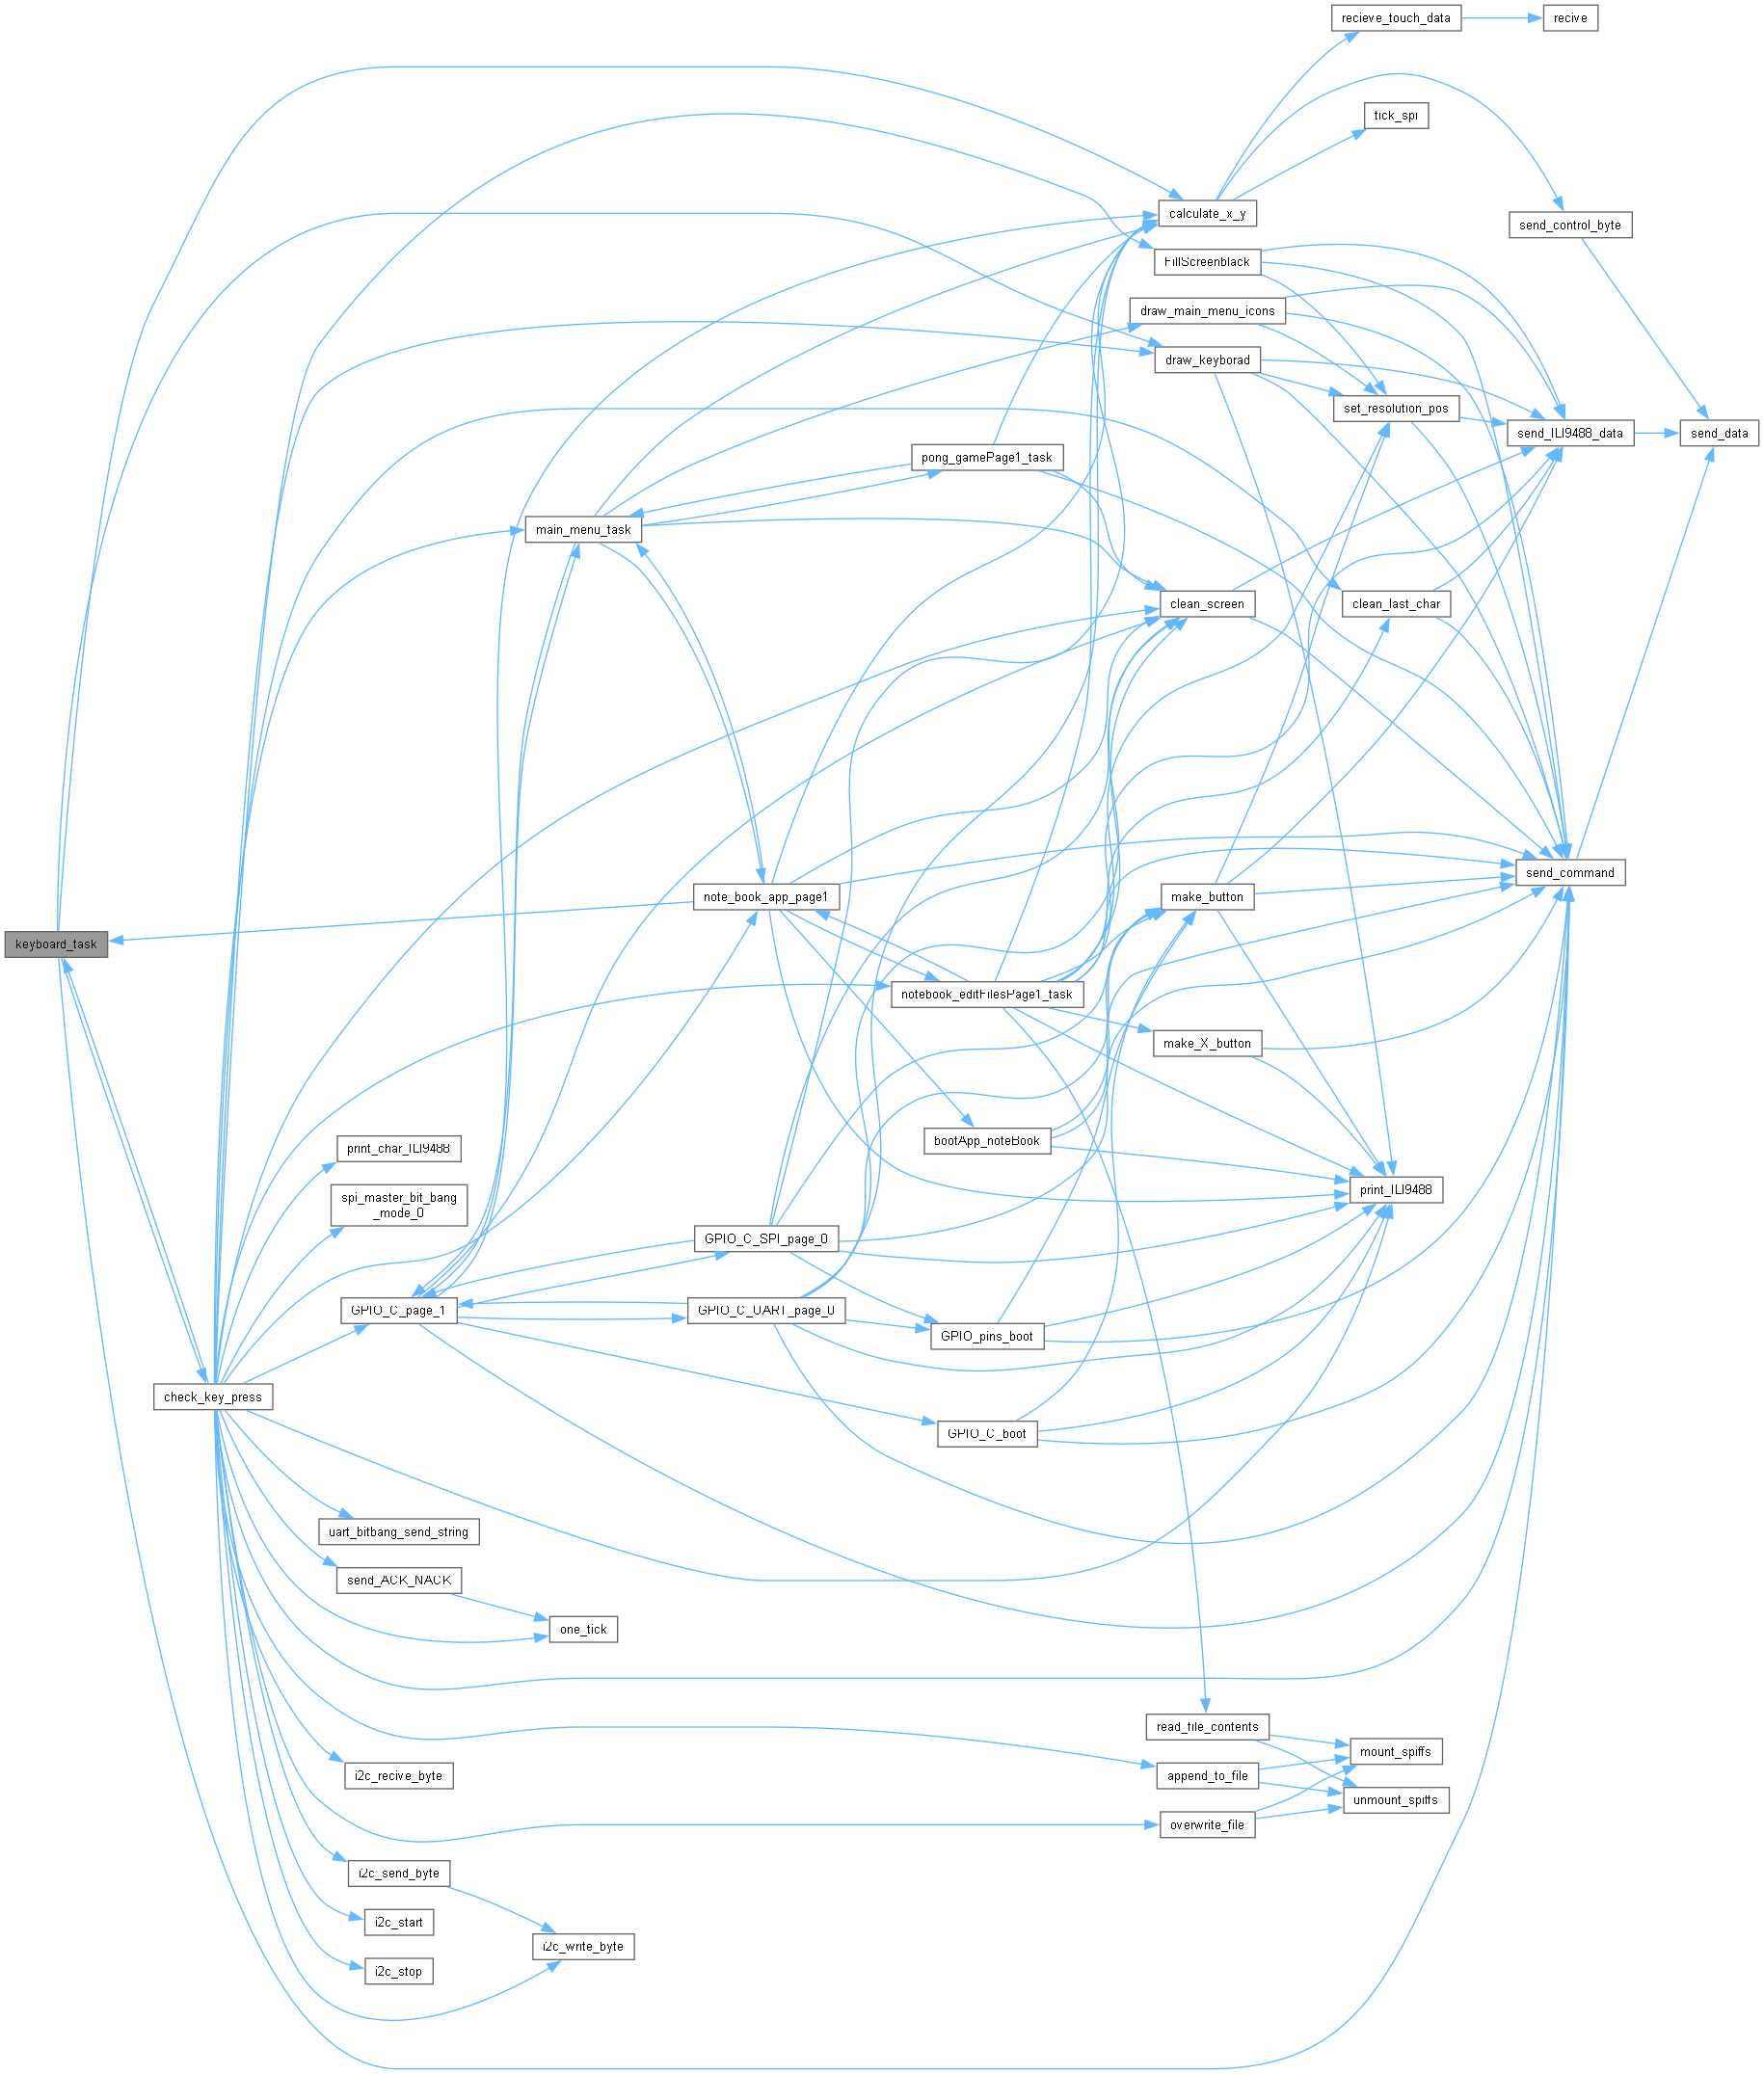 recieve_touch_data
recive
tick_spi
calculate_x_y
send_control_byte
FillScreenblack
draw_main_menu_icons
draw_keyborad
set_resolution_pos
send_ILI9488_data
send_data
pong_gamePage1_task
main_menu_task
clean_screen
clean_last_char
send_command
note_book_app_page1
make_button
keyboard_task
notebook_editFilesPage1_task
make_X_button
bootApp_noteBook
print_char_ILI9488
print_ILI9488
spi_master_bit_bang
_mode_0
GPIO_C_SPI_page_0
GPIO_C_page_1
GPIO_C_UART_page_0
GPIO_pins_boot
check_key_press
GPIO_C_boot
uart_bitbang_send_string
send_ACK_NACK
one_tick
read_file_contents
mount_spiffs
i2c_recive_byte
append_to_file
unmount_spiffs
overwrite_file
i2c_send_byte
i2c_start
i2c_write_byte
i2c_stop